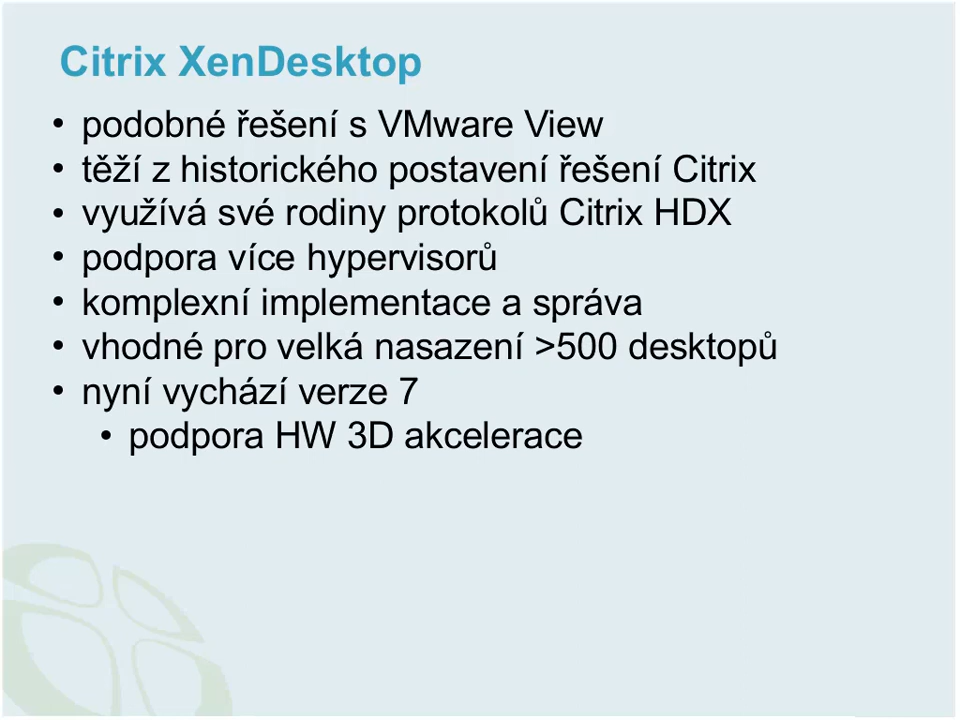 Citrix XenDesktop
• podobné řešení s VMware View
• těží z historického postavení řešení Citrix
• využívá své rodiny protokolů Citrix HDX
• podpora více hypervisorů
• komplexní implementace a správa
• vhodné pro velká nasazení >500 desktopů
• nyní vychází verze 7
• podpora HW 3D akcelerace